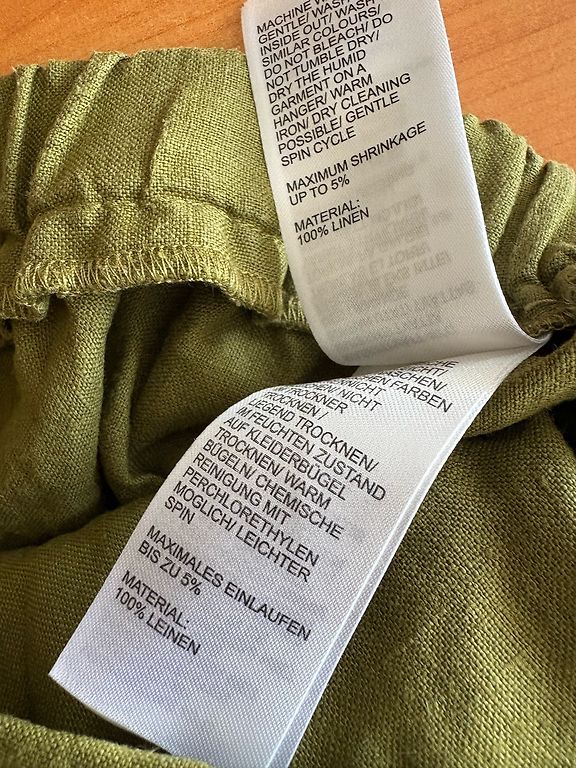 MACHINE
GENTLE/ WASH
INSIDE OUT/ WASH
SIMILAR COLOURS/
DO NOT BLEACH/ DO
NOT TUMBLE DRY/
DRY THE HUMID
GARMENT ON A
HANGER/ WARM
IRON/ DRY CLEANING
POSSIBLE/ GENTLE
SPIN CYCLE
MAXIMUM SHRINKAGE
UP TO 5%
MATERIAL:
100% LINEN
FARBEN
NICHT
TROCKNEN /
LIEGEND TROCKNEN/
IM FEUCHTEN ZUSTAND
AUF KLEIDERBÜGEL
TROCKNEN/ WARM
BÜGELN/ CHEMISCHE
REINIGUNG MIT
PERCHLORETHYLEN
MÖGLICH/ LEICHTER
SPIN
MAXIMALES EINLAUFEN
BIS ZU 5%
MATERIAL:
100% LEINEN